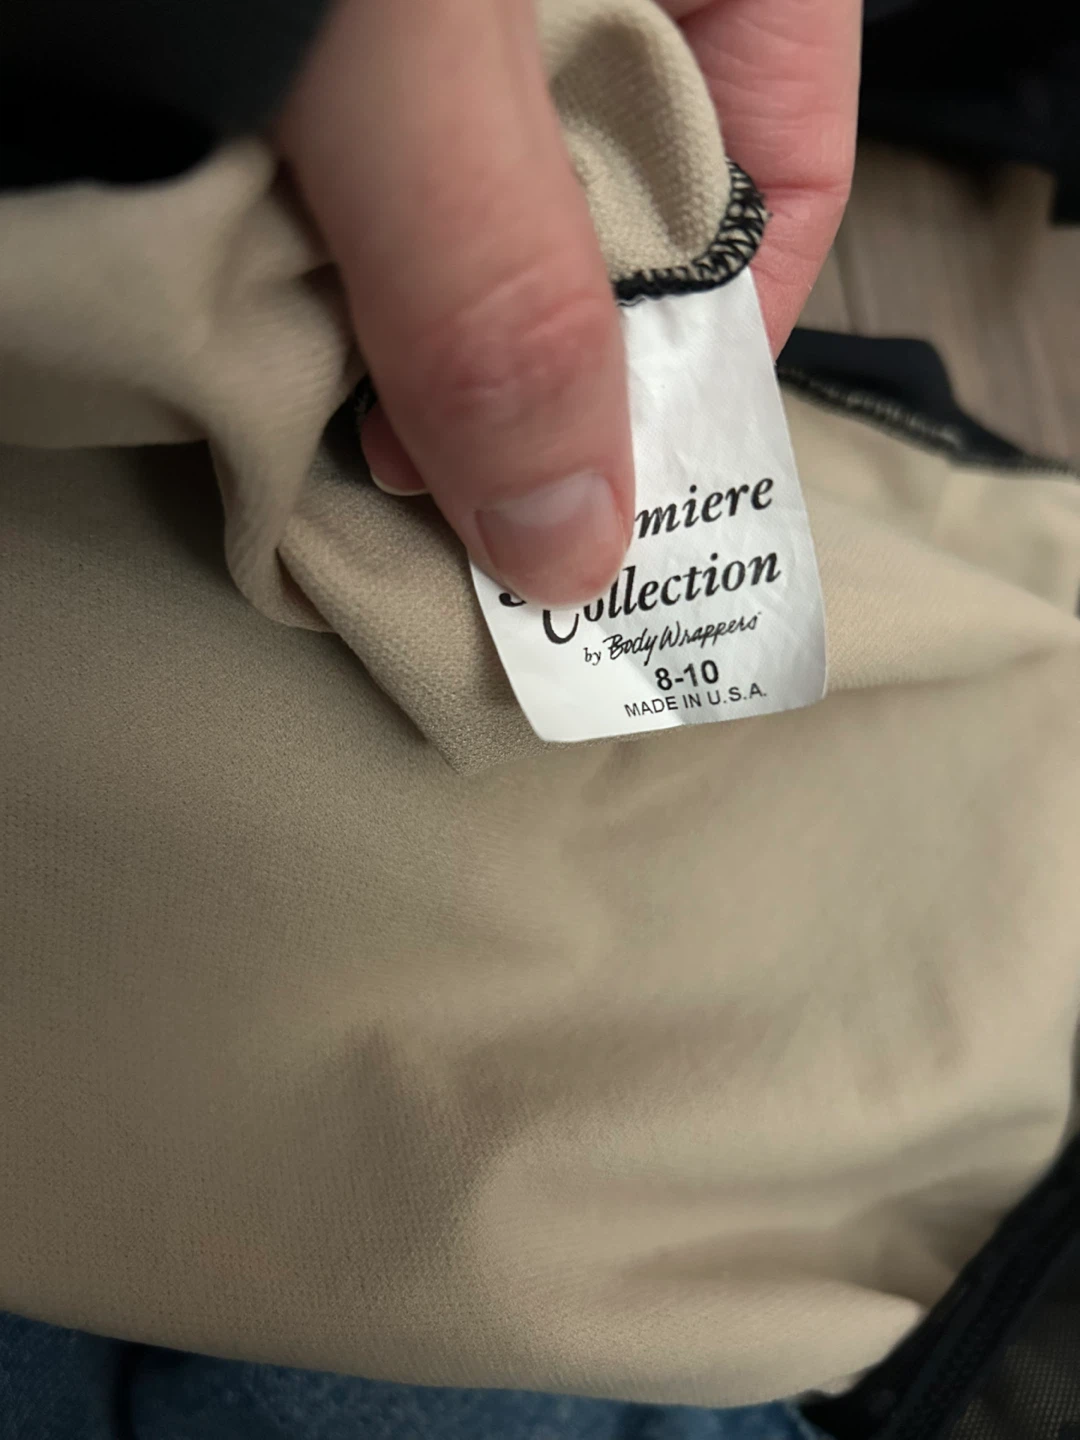 miere
Collection
by Body Wrappers
8-10
MADE IN U.S.A.